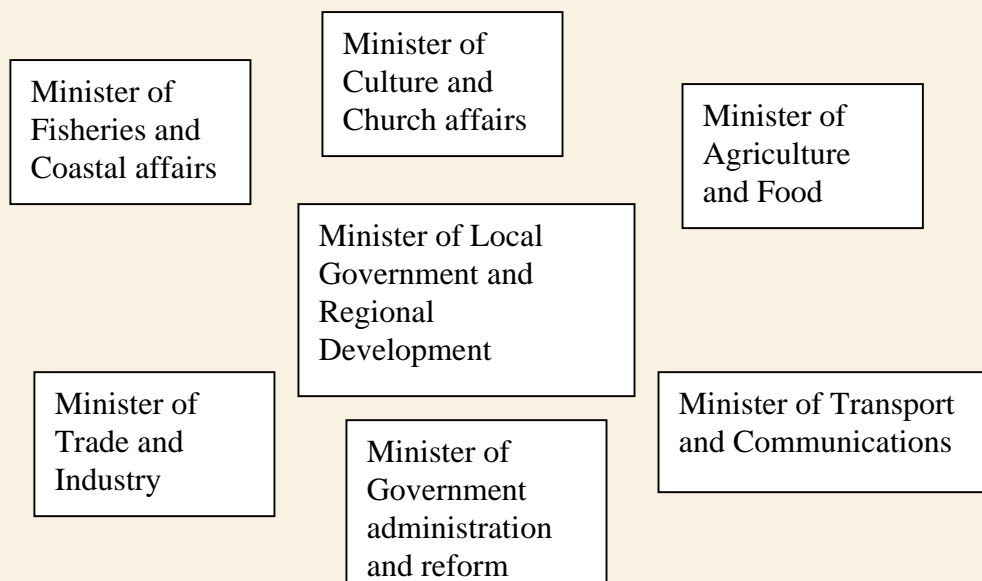 Minister of
Culture and
Church affairs
Minister of
Fisheries and
Coastal affairs
Minister of
Agriculture
and Food
Minister of Local
Government and
Regional
Development
Minister of
Trade and
Industry
Minister of Transport
and Communications
Minister of
Government
administration
and reform